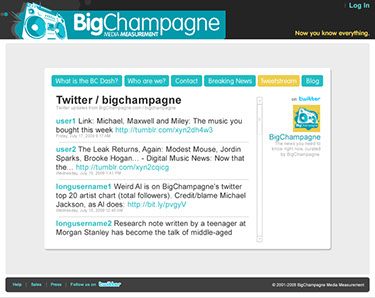 Log In
BigChampagne
MEDIA MEASUREMENT
Now you know everything.
What is the BC Dash? Who are we? Contact Breaking News Tweetstream Blog
Twitter / bigchampagne
Twitter updates from BigChampagne.com / bigchampagne
user1 Link: Michael, Maxwell and Miley: The music you
bought this week http://tumblr.com/xyn2dh4w3
Friday, July 17, 2009 9:17 AM
user2 The Leak Returns, Again: Modest Mouse, Jordin
Sparks, Brooke Hogan... - Digital Music News: Now that
the... http://tumblr.com/xyn2cqicg
Wednesday, July 15, 2009 1:41 PM
longusername1 Weird Al is on BigChampagne's twitter
top 20 artist chart (total followers). Credit/blame Michael
Jackson, as Al does: http://bit.ly/pvgyV
Wednesday, July 15, 2009 10:40 AM
longusername2 Research note written by a teenager at
Morgan Stanley has become the talk of middle-aged
on twitter
BigChampagne
The news you need to
know right now, curated
by BigChampagne
Help | Sales | Press | Follow us on twitter
© 2001-2009 BigChampagne Media Measurement